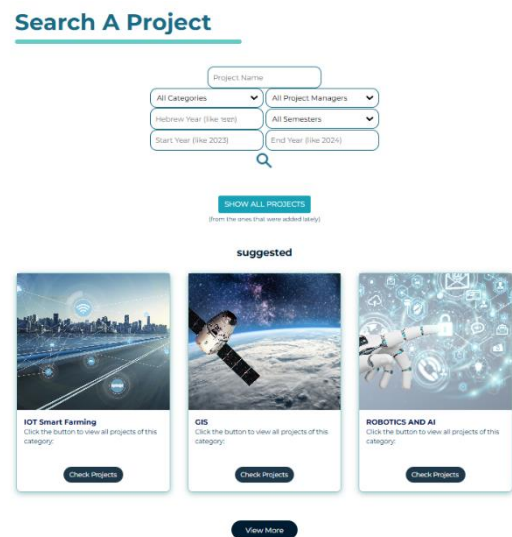 Search A Project
Project Name
All Categories
All Project Managers
Hebrew Year (like
All Semesters
Start Year (like 2023)
End Year (like 2024)
SHOW ALL PROJECTS
(from the ones that were added lately)
suggested
IOT Smart Farming
Click the button to view all projects of this
category:
Check Projects
GIS
Click the button to view all projects of this
category:
Check Projects
ROBOTICS AND AI
Click the button to view all projects of this
category:
Check Projects
View More